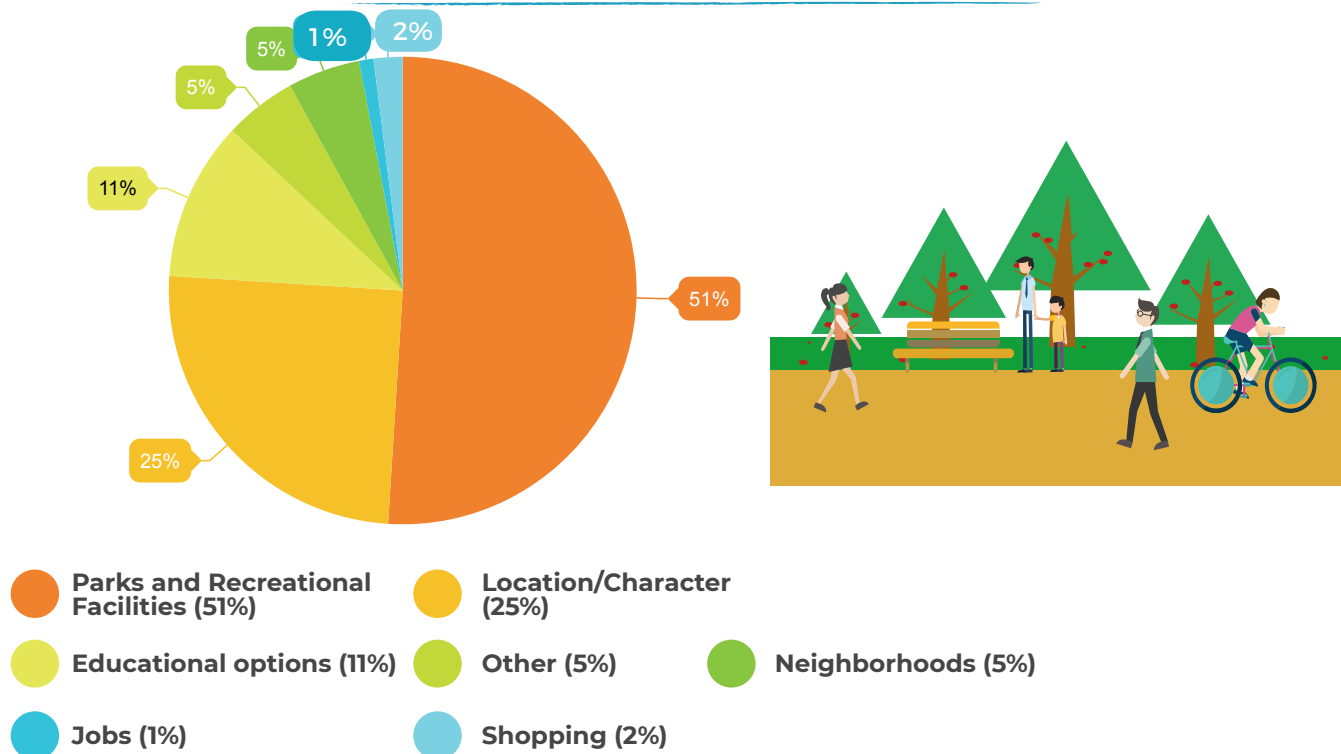 5%
1%
2%
5%
11%
51%
25%
Parks and Recreational
Facilities (51%)
Location/Character
(25%)
Educational options (11%)
Other (5%)
Neighborhoods (5%)
Jobs (1%)
Shopping (2%)